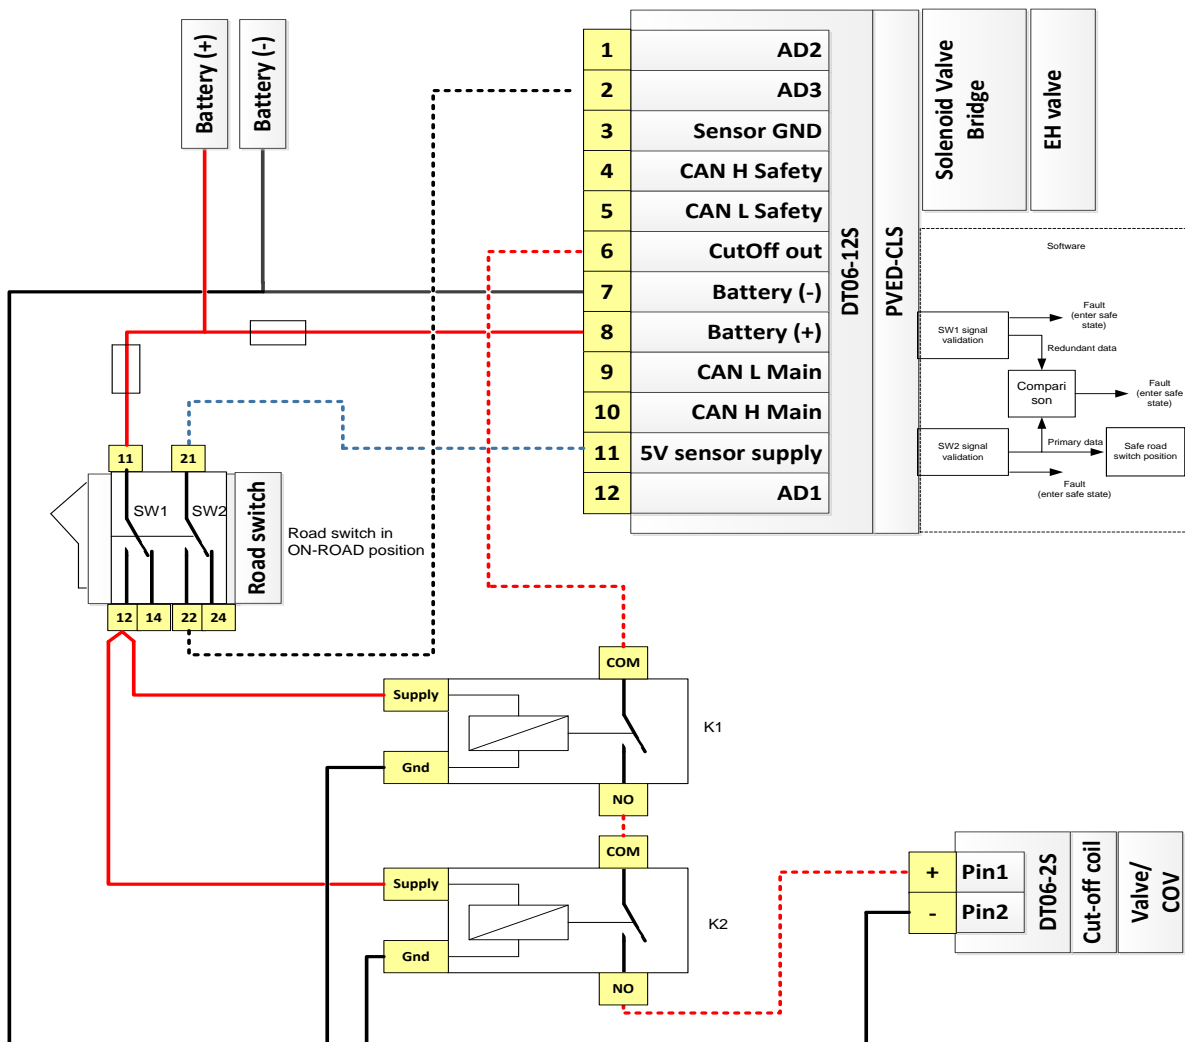 Battery (+)
Battery (-)
1
AD2
2
AD3
3
Sensor GND
4
CAN H Safety
5
CAN L Safety
6
CutOff out
7
Battery (-)
8
Battery (+)
9
CAN L Main
10
CAN H Main
11
5V sensor supply
12
AD1
DT06-12S
PVED-CLS
Solenoid Valve
Bridge
EH valve
Software
SW1 signal
validation
Fault
(enter safe
state)
Redundant data
Compari
son
Fault
(enter safe
state)
SW2 signal
validation
Primary data
Safe road
switch position
Fault
(enter safe state)
11
21
SW1
SW2
Road switch
Road switch in
ON-ROAD position
12
14
22
24
COM
Supply
K1
Gnd
NO
COM
Supply
K2
Gnd
NO
+
Pin1
-
Pin2
DT06-2S
Cut-off coil
Valve/
COV